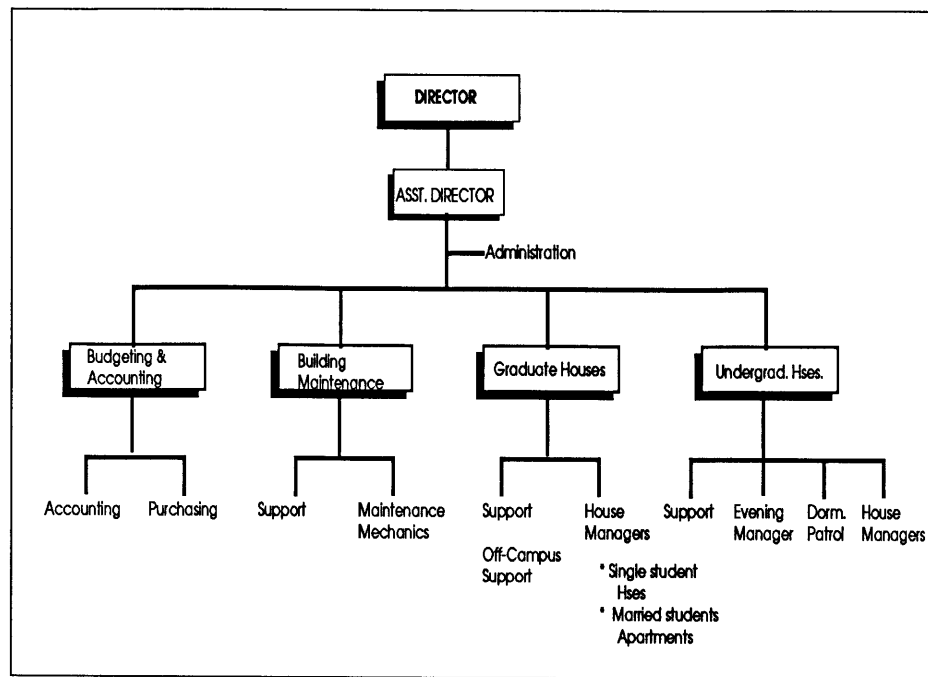 DIRECTOR
ASST. DIRECTOR
Administration
Budgeting &
Accounting
Building
Maintenance
Graduate Houses
Undergrad. Hses.
Accounting
Purchasing
Support
Maintenance
Mechanics
Support
Off-Campus
Support
House
Managers
* Single student
Hses
* Married students
Apartments
Support
Evening
Manager
Dorm.
Patrol
House
Managers